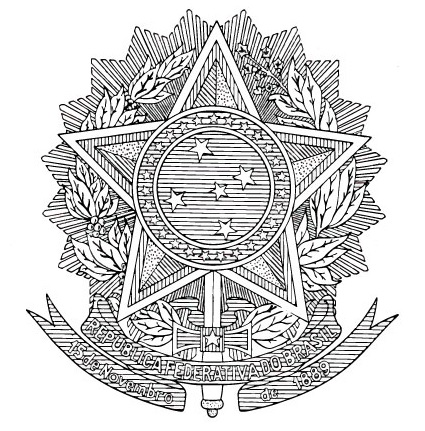 REPÚBLICA FEDERATIVA DO BRASIL
15 de Novembro de 1889